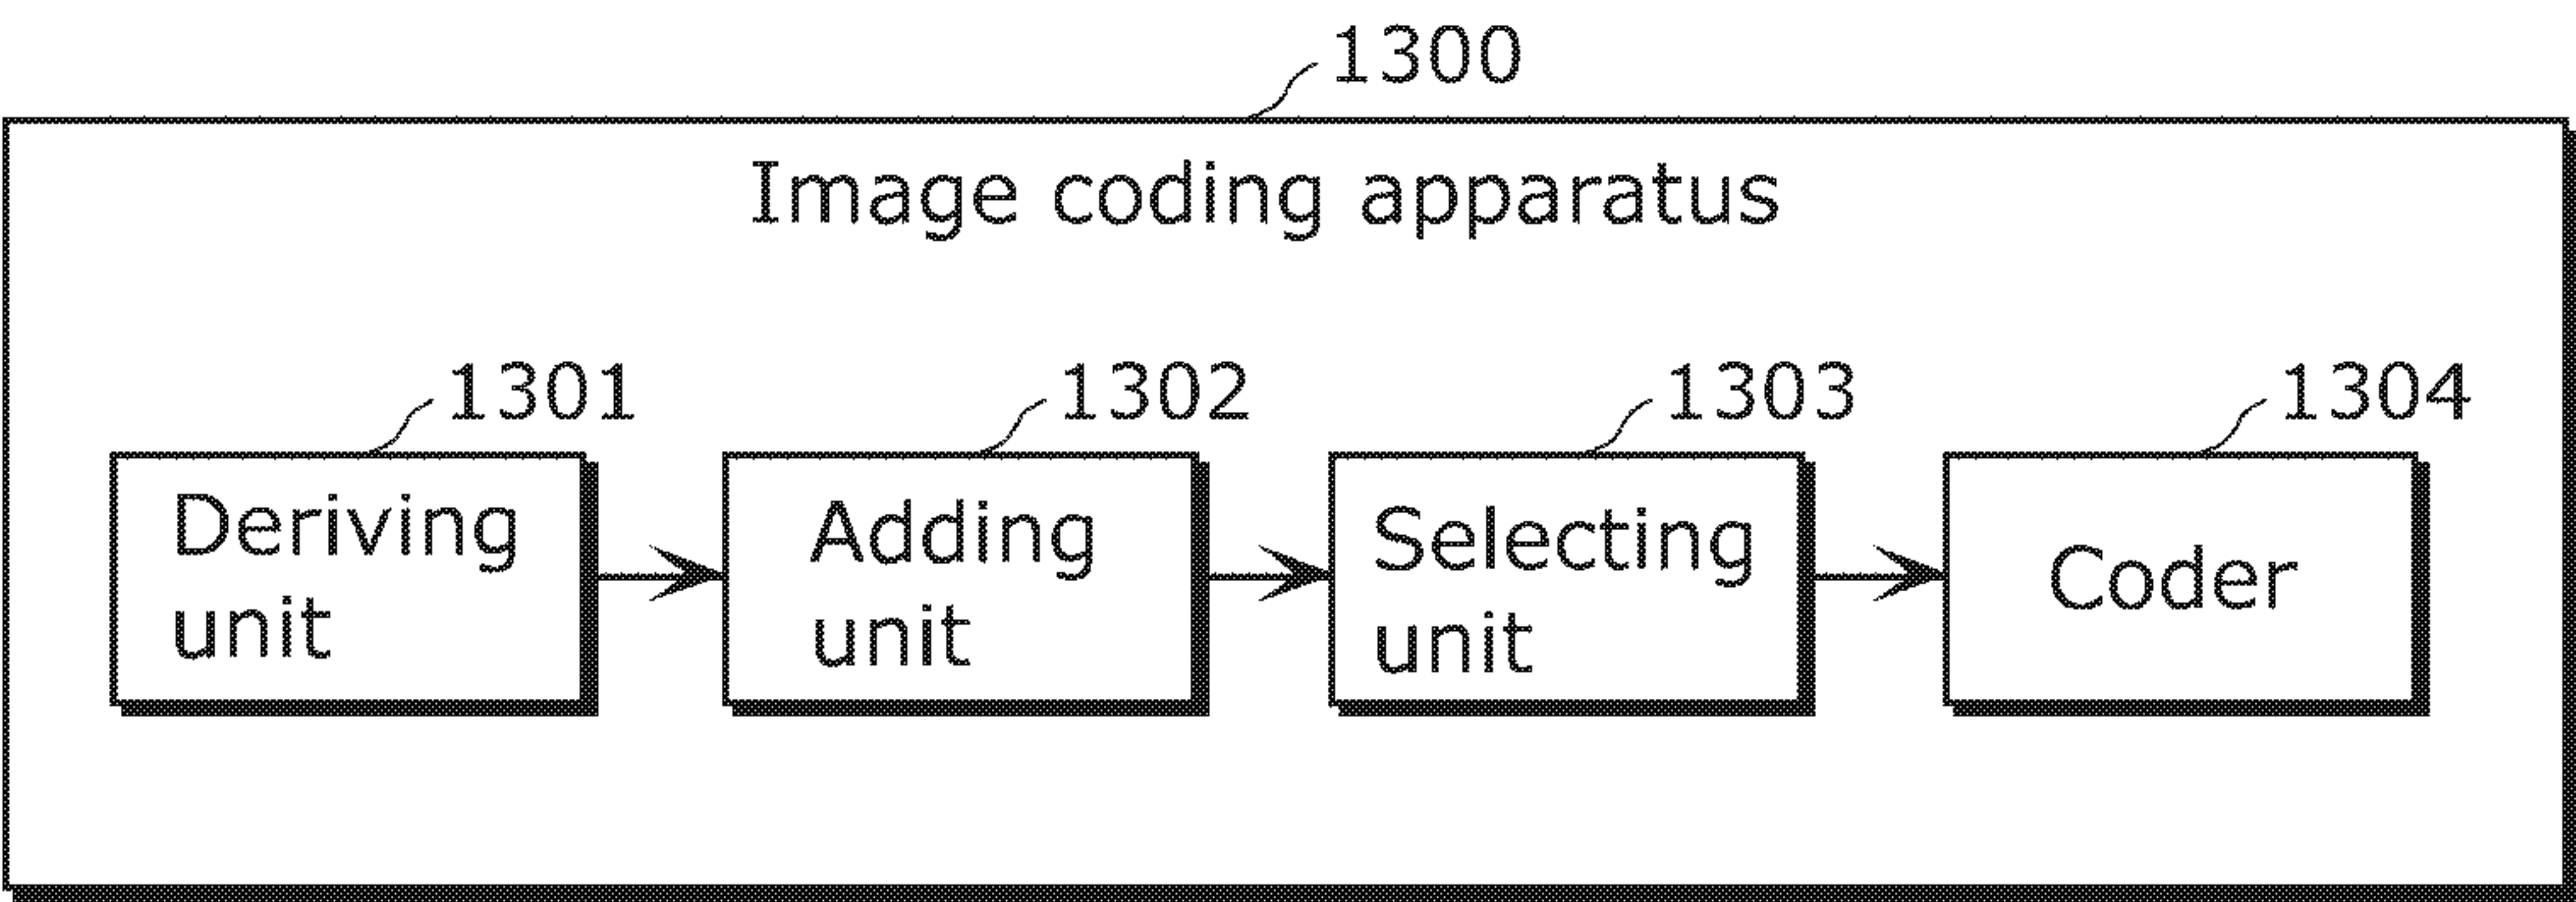 1300
Image coding apparatus
1301
1302
1303
1304
Deriving
unit
Adding
unit
Selecting
unit
Coder